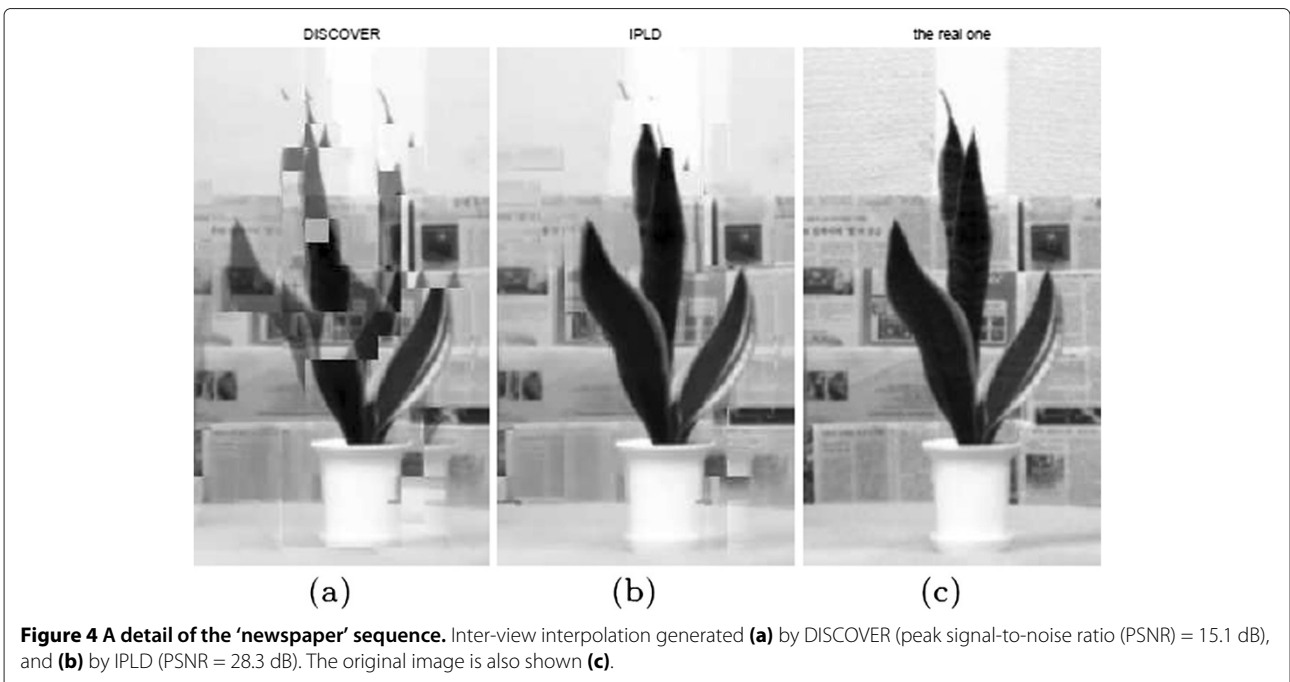 DISCOVER
IPLD
the real one
(a)
(b)
(c)
Figure 4 A detail of the ‘newspaper’ sequence. Inter-view interpolation generated (a) by DISCOVER (peak signal-to-noise ratio (PSNR) = 15.1 dB),
and (b) by IPLD (PSNR = 28.3 dB). The original image is also shown (c).